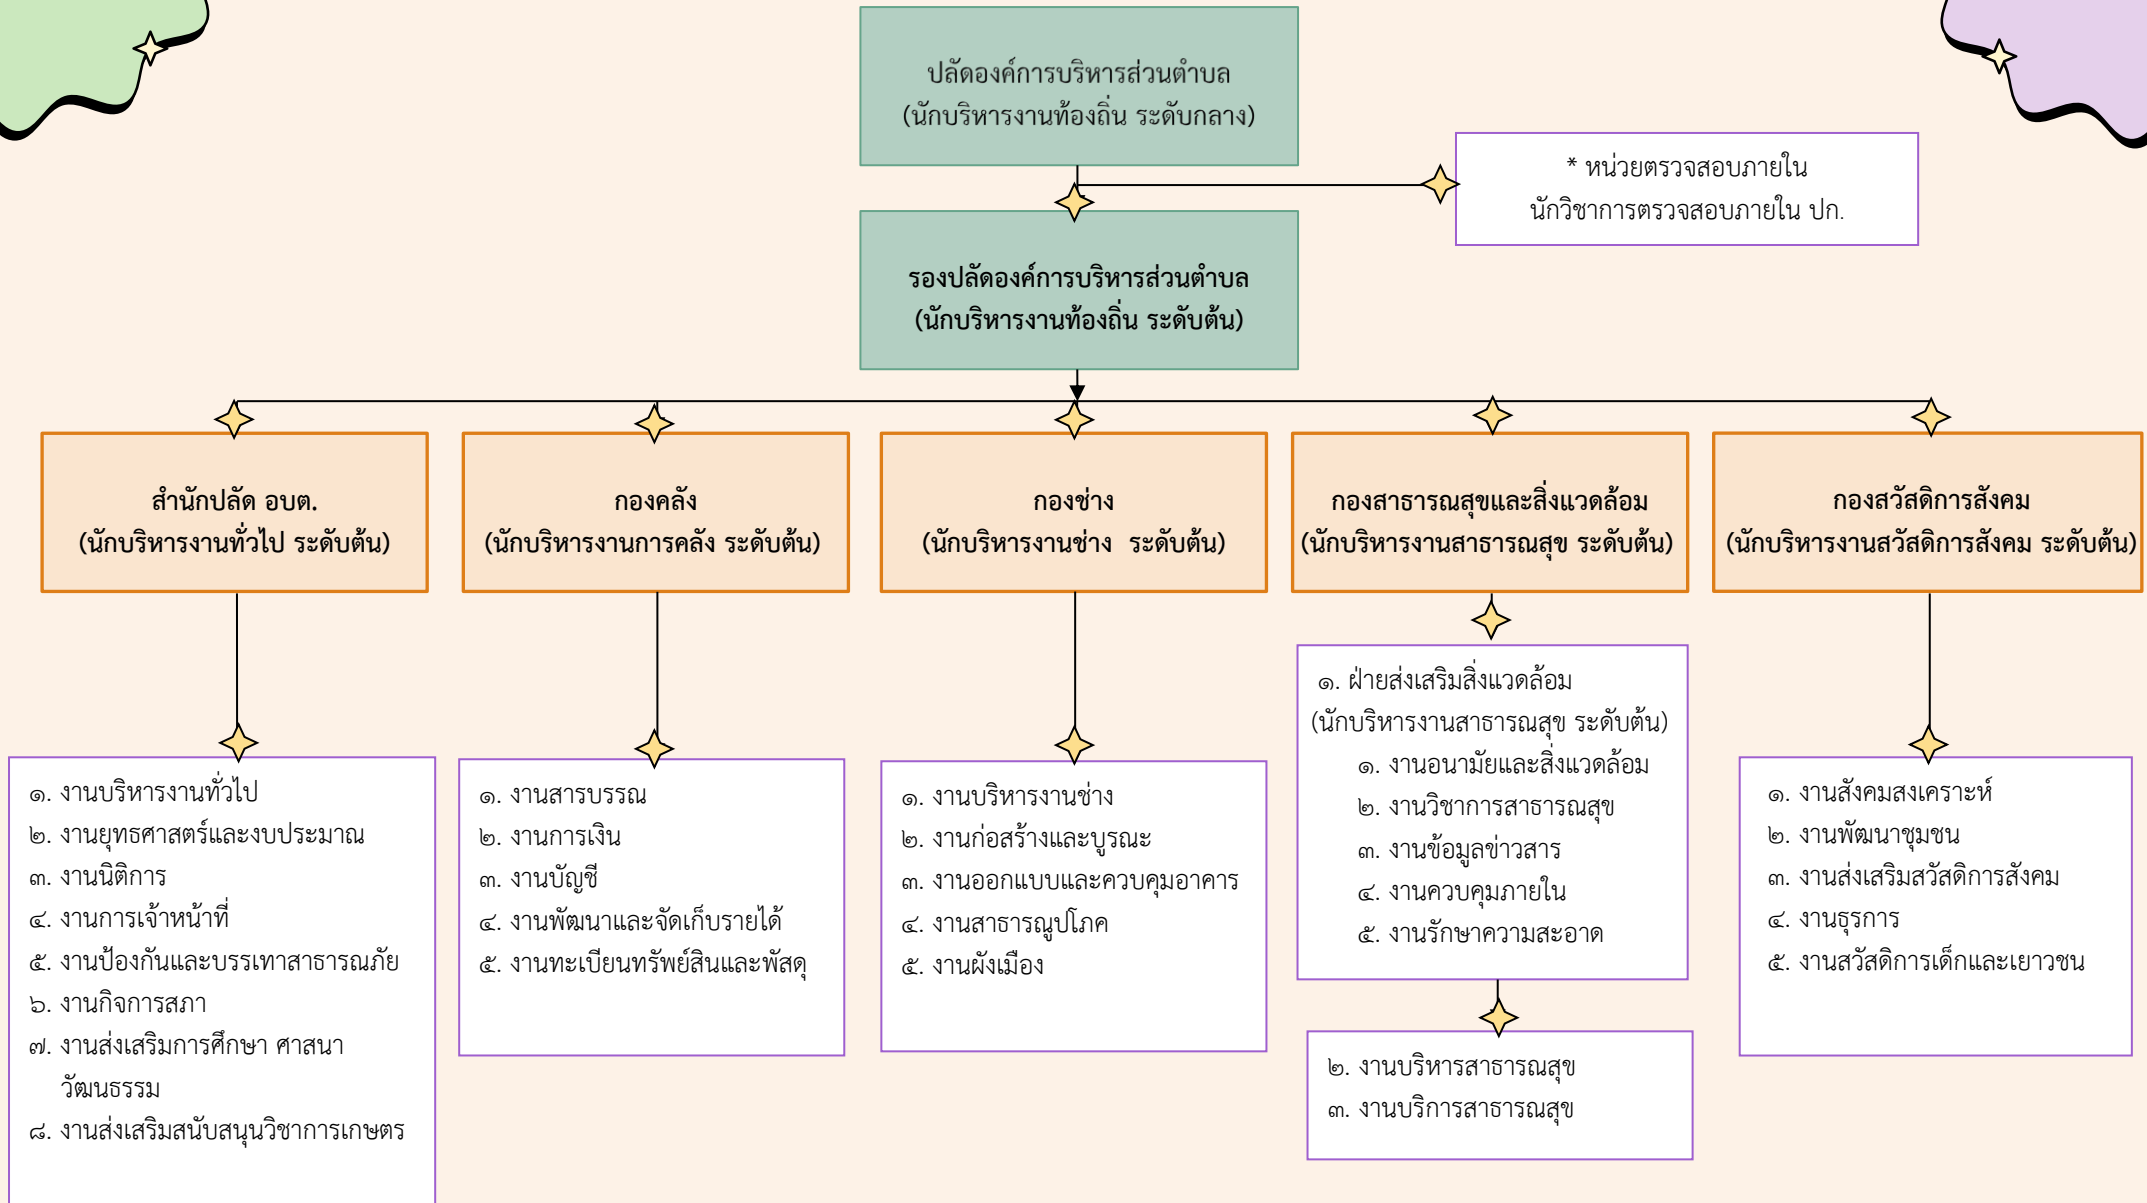 ปลัดองค์การบริหารส่วนตำบล
(นักบริหารงานท้องถิ่น ระดับกลาง)
* หน่วยตรวจสอบภายใน
นักวิชาการตรวจสอบภายใน ปก.
รองปลัดองค์การบริหารส่วนตำบล
(นักบริหารงานท้องถิ่น ระดับต้น)
สำนักปลัด อบต.
(นักบริหารงานทั่วไป ระดับต้น)
กองคลัง
(นักบริหารงานการคลัง ระดับต้น)
กองช่าง
(นักบริหารงานช่าง  ระดับต้น)
กองสาธารณสุขและสิ่งแวดล้อม
(นักบริหารงานสาธารณสุข ระดับต้น)
กองสวัสดิการสังคม
(นักบริหารงานสวัสดิการสังคม ระดับต้น)
๑. งานบริหารงานทั่วไป
๒. งานยุทธศาสตร์และงบประมาณ
๓. งานนิติการ
๔. งานการเจ้าหน้าที่
๕. งานป้องกันและบรรเทาสาธารณภัย
๖. งานกิจการสภา
๗. งานส่งเสริมการศึกษา ศาสนา
วัฒนธรรม
๘. งานส่งเสริมสนับสนุนวิชาการเกษตร
๑. งานสารบรรณ
๒. งานการเงิน
๓. งานบัญชี
๔. งานพัฒนาและจัดเก็บรายได้
๕. งานทะเบียนทรัพย์สินและพัสดุ
๑. งานบริหารงานช่าง
๒. งานก่อสร้างและบูรณะ
๓. งานออกแบบและควบคุมอาคาร
๔. งานสาธารณูปโภค
๕. งานผังเมือง
๑. ฝ่ายส่งเสริมสิ่งแวดล้อม
(นักบริหารงานสาธารณสุข ระดับต้น)
๑. งานอนามัยและสิ่งแวดล้อม
๒. งานวิชาการสาธารณสุข
๓. งานข้อมูลข่าวสาร
๔. งานควบคุมภายใน
๕. งานรักษาความสะอาด
๒. งานบริหารสาธารณสุข
๓. งานบริการสาธารณสุข
๑. งานสังคมสงเคราะห์
๒. งานพัฒนาชุมชน
๓. งานส่งเสริมสวัสดิการสังคม
๔. งานธุรการ
๕. งานสวัสดิการเด็กและเยาวชน